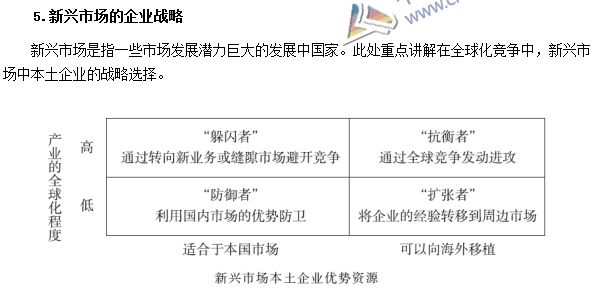 5.新兴市场的企业战略
新兴市场是指一些市场发展潜力巨大的发展中国家。此处重点讲解在全球化竞争中，新兴市
场中本土企业的战略选择。
产业的全球化程度
高
“躲闪者”
通过转向新业务或缝隙市场避开竞争
“抗衡者”
通过全球竞争发动进攻
低
“防御者”
利用国内市场的优势防卫
“扩张者”
将企业的经验转移到周边市场
适合于本国市场
可以向海外移植
新兴市场本土企业优势资源